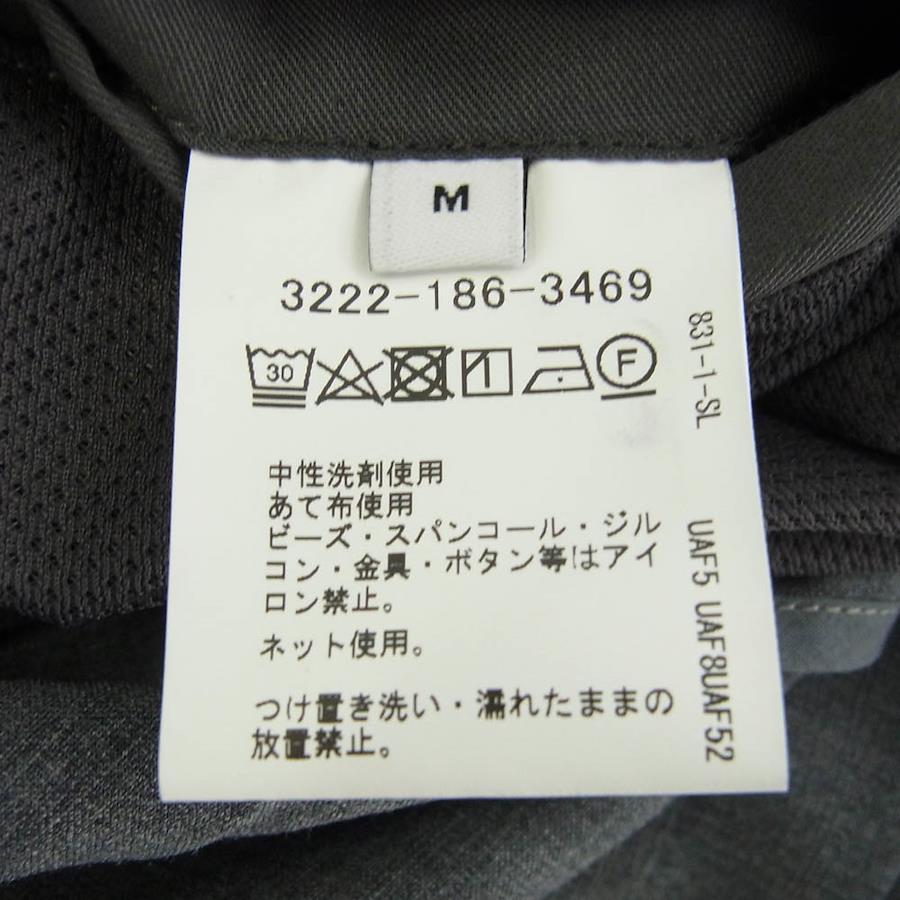 M
3222-186-3469
30 F
中性洗剤使用
あて布使用
ビーズ・スパンコール・ジル
コン・金具・ボタン等はアイ
ロン禁止。
ネット使用。
つけ置き洗い・濡れたままの
放置禁止。
831-1-SL
UAF5 UAF8UAF52